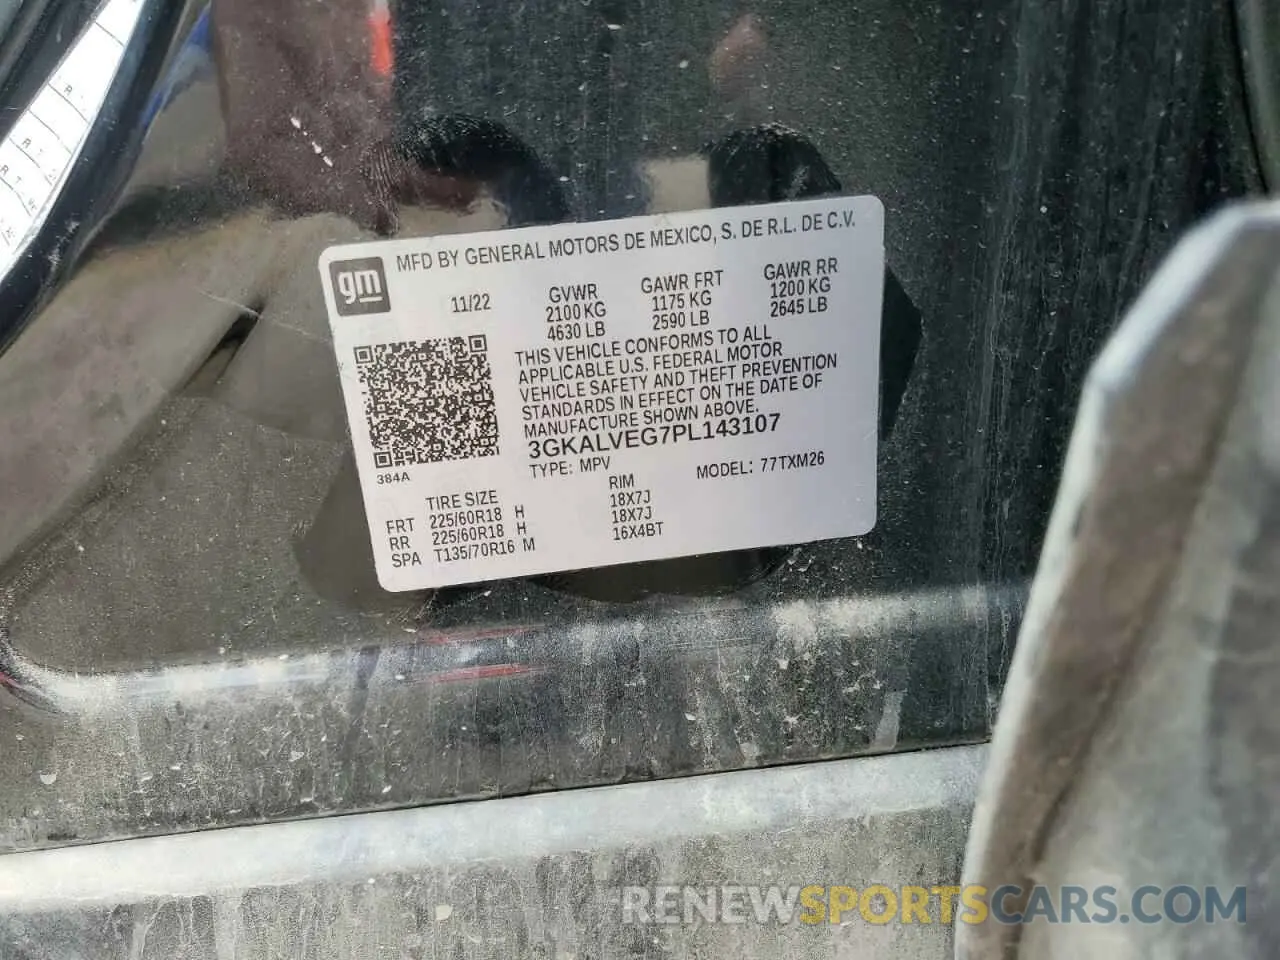 MFD BY GENERAL MOTORS DE MEXICO, S. DE R.L. DE C.V.
gm
11/22
GVWR GAWR FRT GAWR RR
2100 KG 1175 KG 1200 KG
4630 LB 2590 LB 2645 LB
THIS VEHICLE CONFORMS TO ALL
APPLICABLE U.S. FEDERAL MOTOR
VEHICLE SAFETY AND THEFT PREVENTION
STANDARDS IN EFFECT ON THE DATE OF
MANUFACTURE SHOWN ABOVE.
3GKALVEG7PL143107
384A
TYPE: MPV MODEL: 77TXM26
TIRE SIZE RIM
FRT 225/60R18 H 18X7J
RR 225/60R18 H 18X7J
SPA T135/70R16 M 16X4BT
RENEWSPORTSCARS.COM